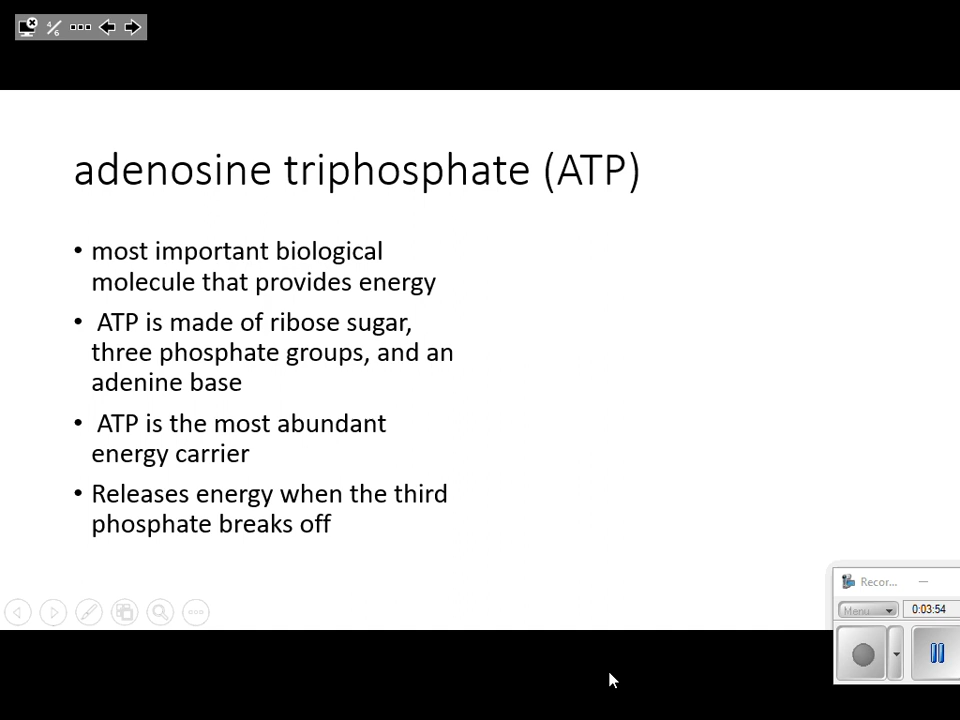 4/6
adenosine triphosphate (ATP)
• most important biological
molecule that provides energy
• ATP is made of ribose sugar,
three phosphate groups, and an
adenine base
• ATP is the most abundant
energy carrier
• Releases energy when the third
phosphate breaks off
Recor...
Menu
0:03:54